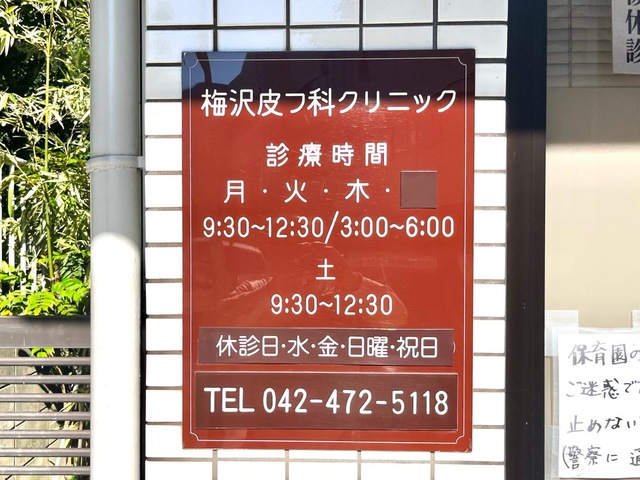 梅沢皮フ科クリニック
診療時間
月・火・木・
9:30~12:30/3:00~6:00
土
9:30~12:30
休診日・水・金・日曜・祝日
TEL 042-472-5118
休診
保育園の
ご迷惑で
止めない
(警察に通